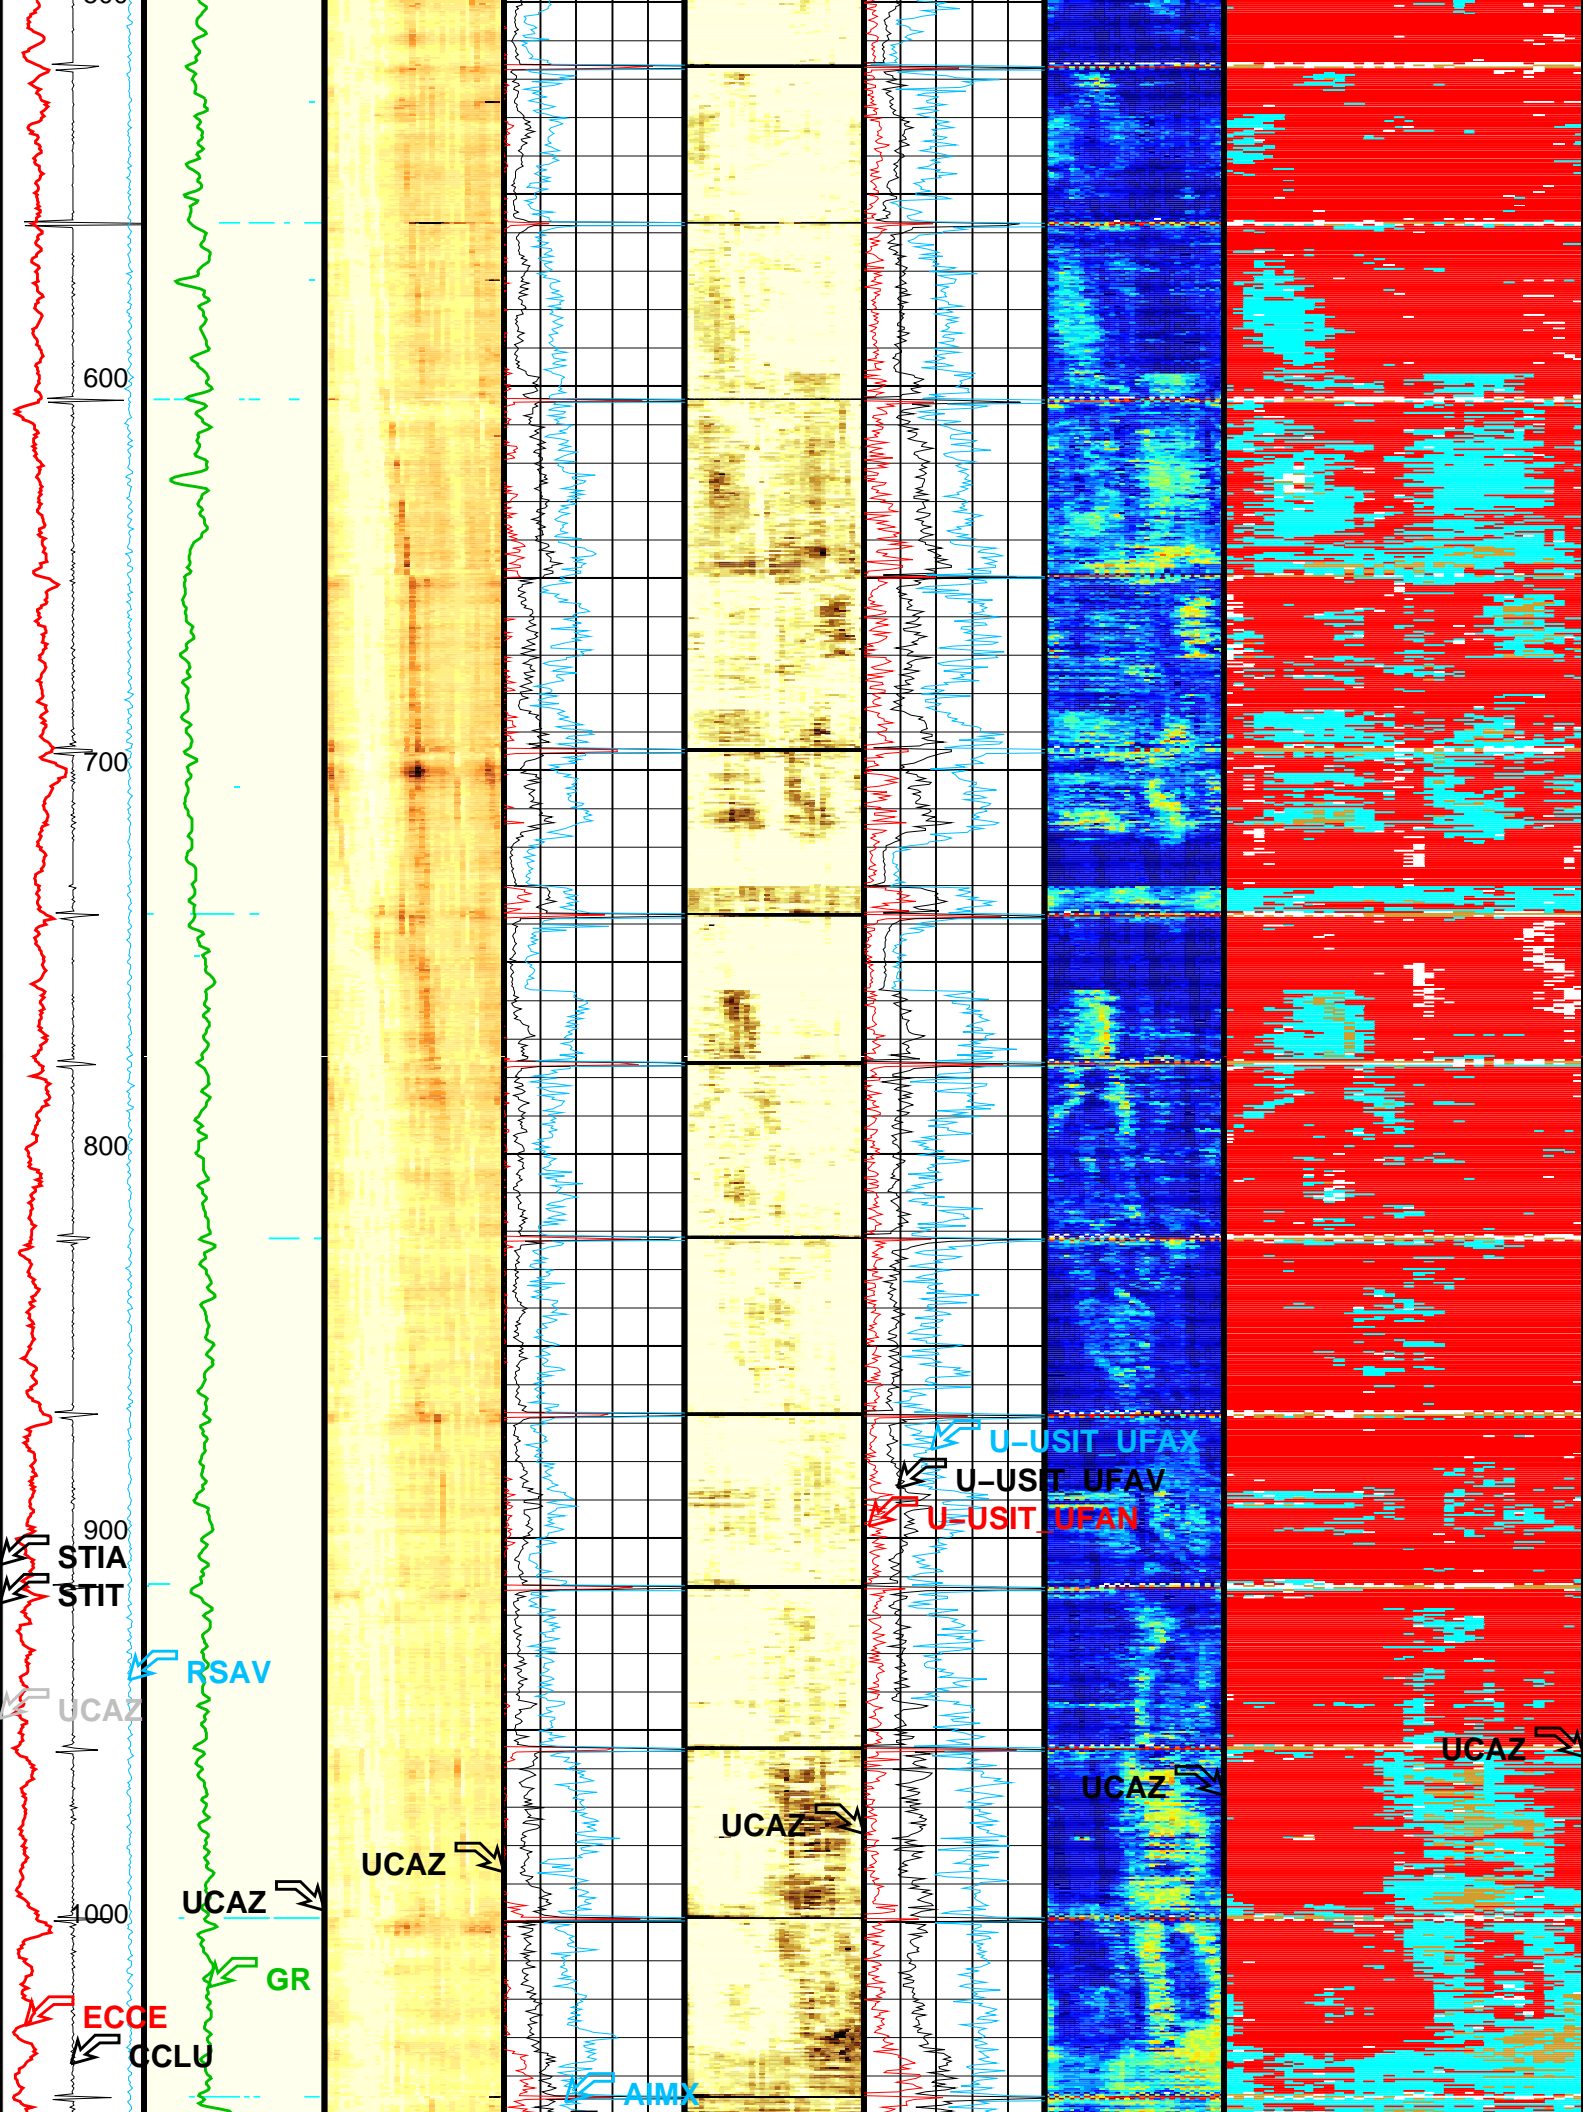 600
700
800
U-USIT_UFAX
U-USIT_UFAV
U-USIT_UFAN
900
STIA
STIT
RSAV
UCAZ
UCAZ
UCAZ
UCAZ
UCAZ
UCAZ
1000
GR
ECCE
CCLU
AIMX